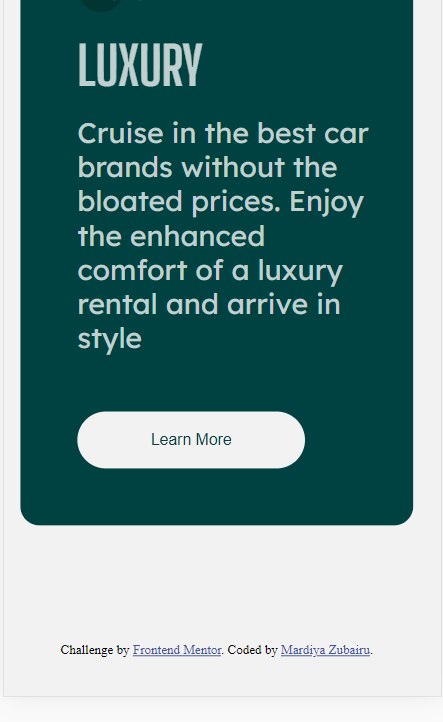 LUXURY
Cruise in the best car
brands without the
bloated prices. Enjoy
the enhanced
comfort of a luxury
rental and arrive in
style
Learn More
Challenge by Frontend Mentor. Coded by Mardiya Zubairu.